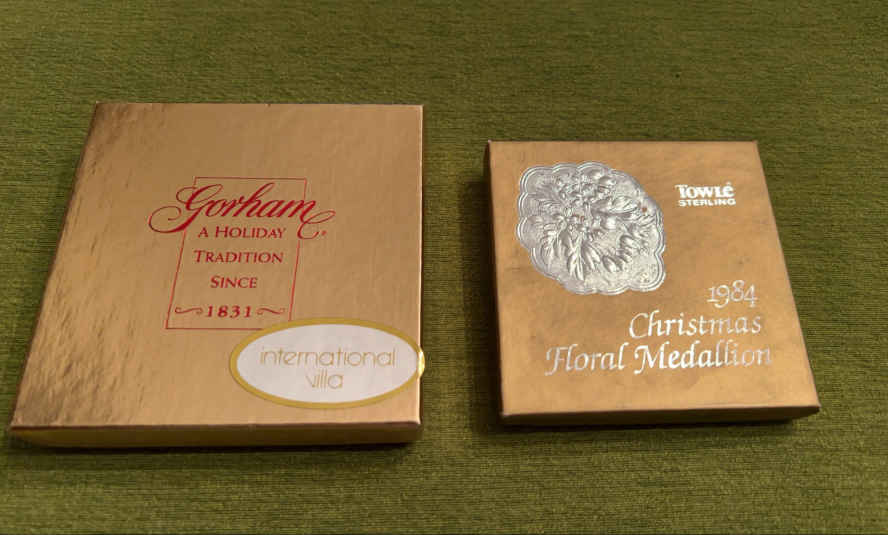 Gorham®
A HOLIDAY
TRADITION
SINCE
1831
international
villa
TOWLE®
STERLING
1984
Christmas
Floral Medallion